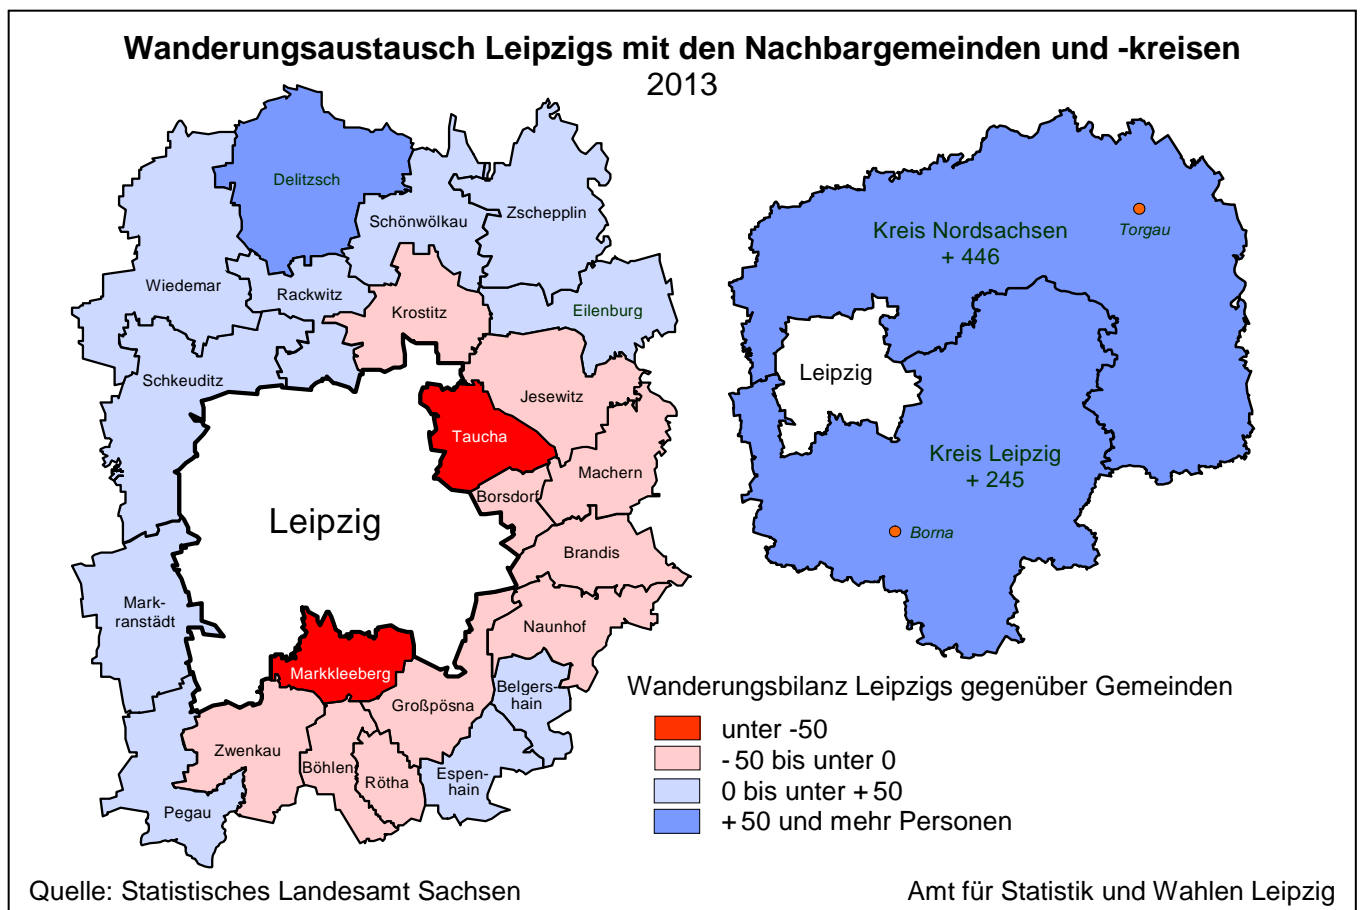 Wanderungsaustausch Leipzigs mit den Nachbargemeinden und -kreisen
2013
Delitzsch
Schönwölkau
Zschepplin
Wiedemar
Rackwitz
Krostitz
Eilenburg
Schkeuditz
Jesewitz
Taucha
Machern
Borsdorf
Leipzig
Brandis
Mark-
ranstädt
Naunhof
Markkleeberg
Belgers-
hain
Großpösna
Zwenkau
Böhlen
Rötha
Espen-
hain
Pegau
Kreis Nordsachsen
+ 446
Torgau
Leipzig
Kreis Leipzig
+ 245
Borna
Wanderungsbilanz Leipzigs gegenüber Gemeinden
unter -50
- 50 bis unter 0
0 bis unter + 50
+ 50 und mehr Personen
Quelle: Statistisches Landesamt Sachsen
Amt für Statistik und Wahlen Leipzig